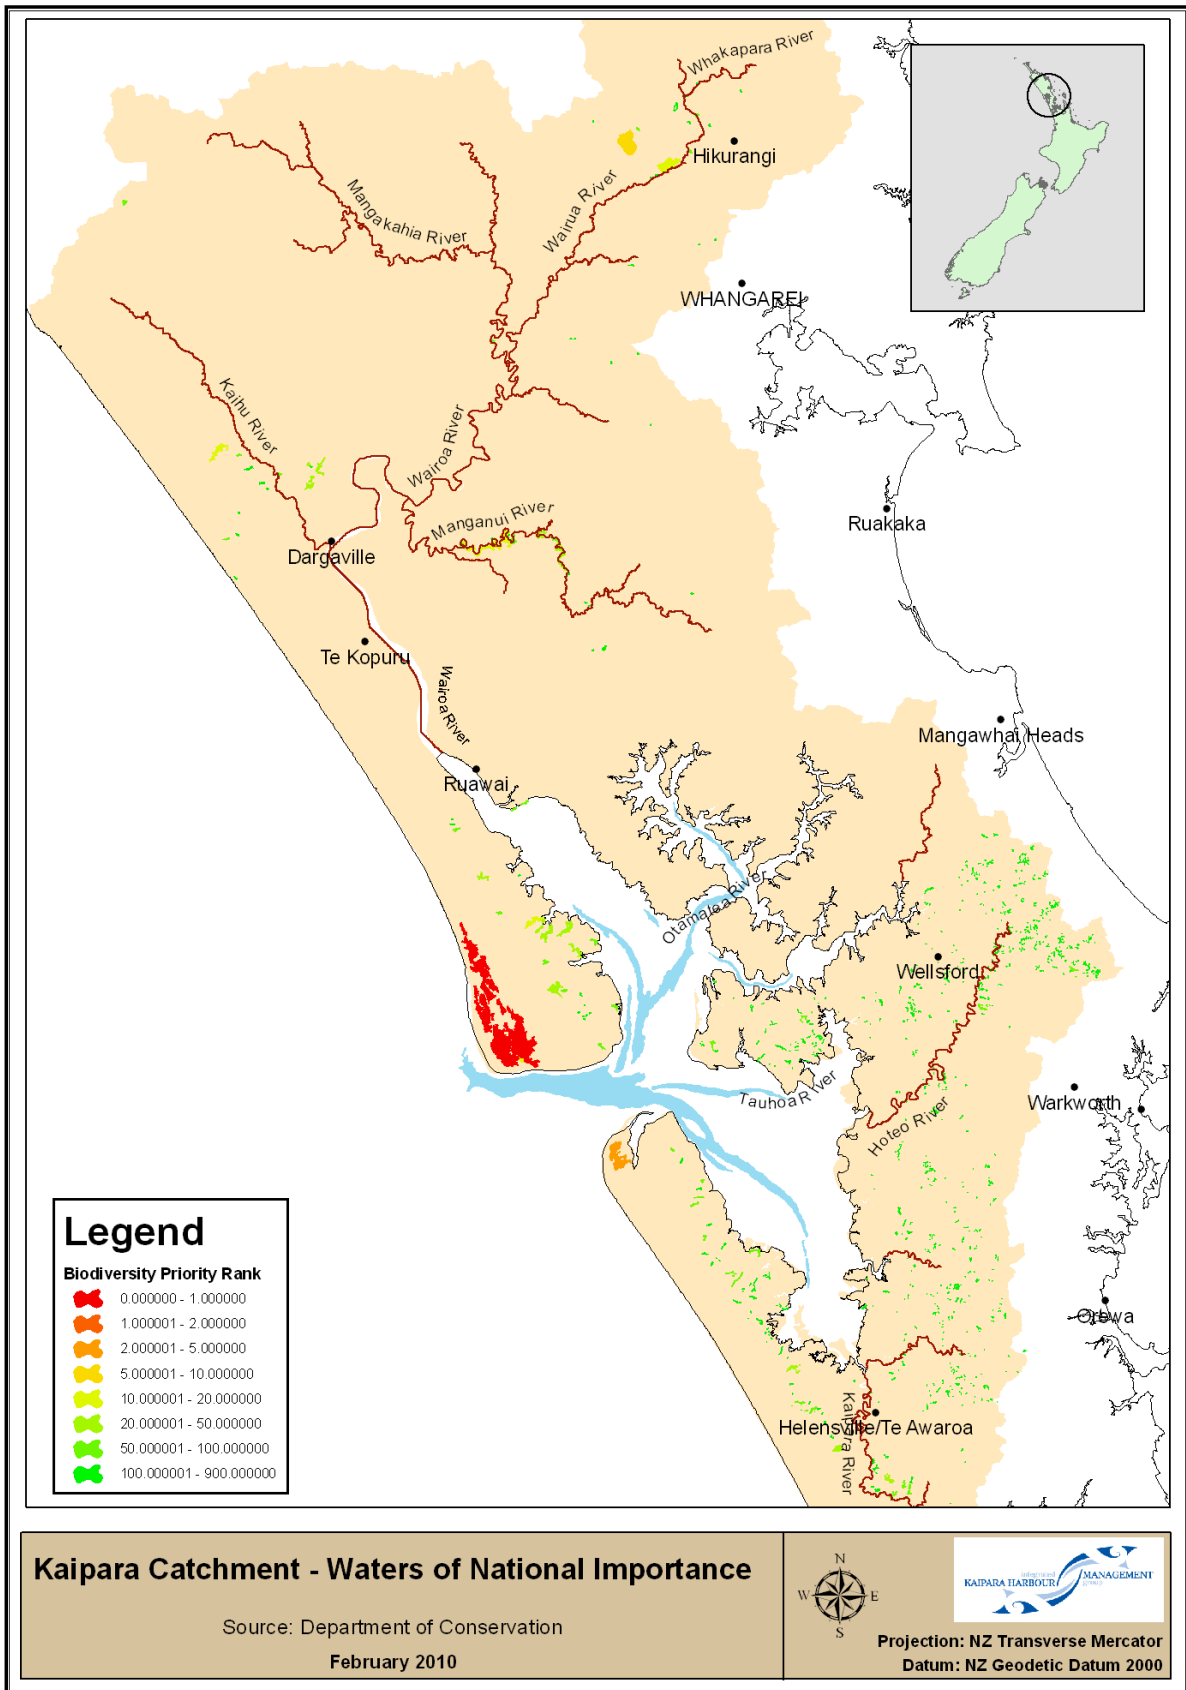 Whakapara River
Hikurangi
Mangakahia River
Wairua River
WHANGAREI
Kaihu River
Wairoa River
Manganui River
Ruakaka
Dargaville
Te Kopuru
Wairoa River
Mangawhai Heads
Ruawai
Otamatea River
Wellsford
Tauhoa River
Hoteo River
Warkworth
Orewa
Kaipara River
Helensville/Te Awaroa
Legend
Biodiversity Priority Rank
0.000000 - 1.000000
1.000001 - 2.000000
2.000001 - 5.000000
5.000001 - 10.000000
10.000001 - 20.000000
20.000001 - 50.000000
50.000001 - 100.000000
100.000001 - 900.000000
Kaipara Catchment - Waters of National Importance
Source: Department of Conservation
February 2010
N
W E
S
integrated
KAIPARA HARBOUR MANAGEMENT
group
Projection: NZ Transverse Mercator
Datum: NZ Geodetic Datum 2000